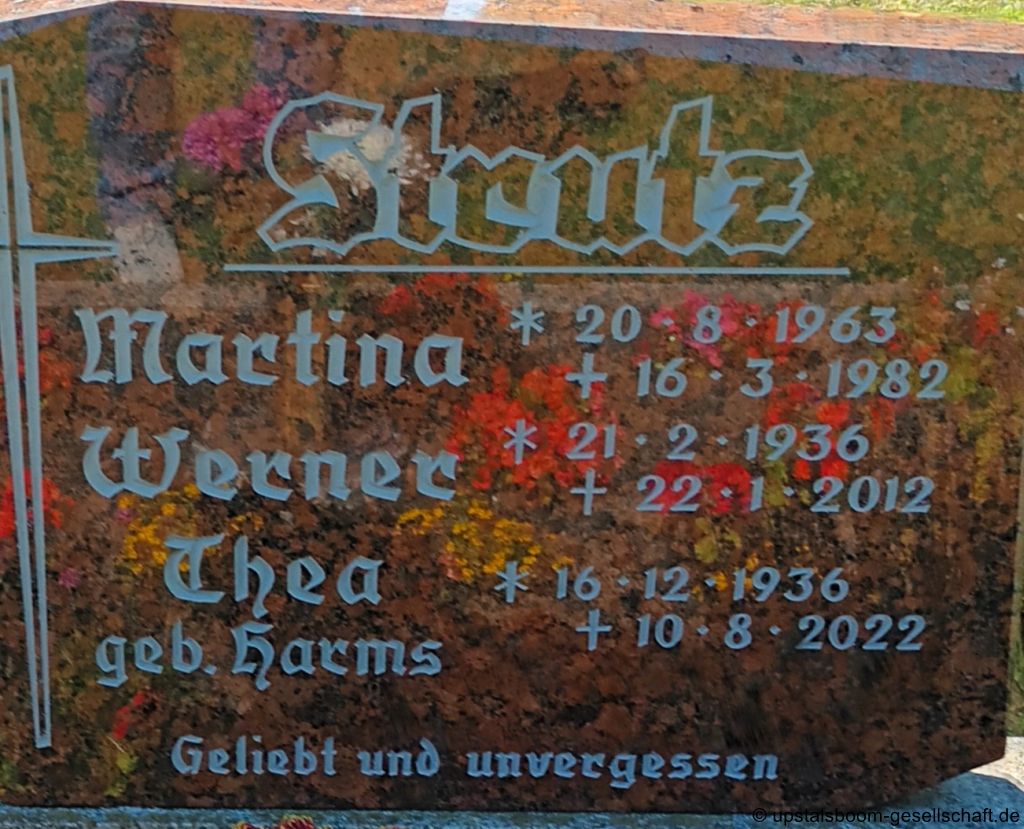 Strutz
Martina * 20 · 8 · 1963
† 16 · 3 · 1982
Werner * 21 · 2 · 1936
† 22 · 1 · 2012
Thea * 16 · 12 · 1936
geb. Harms † 10 · 8 · 2022
Geliebt und unvergessen
© upstalsboom-gesellschaft.de